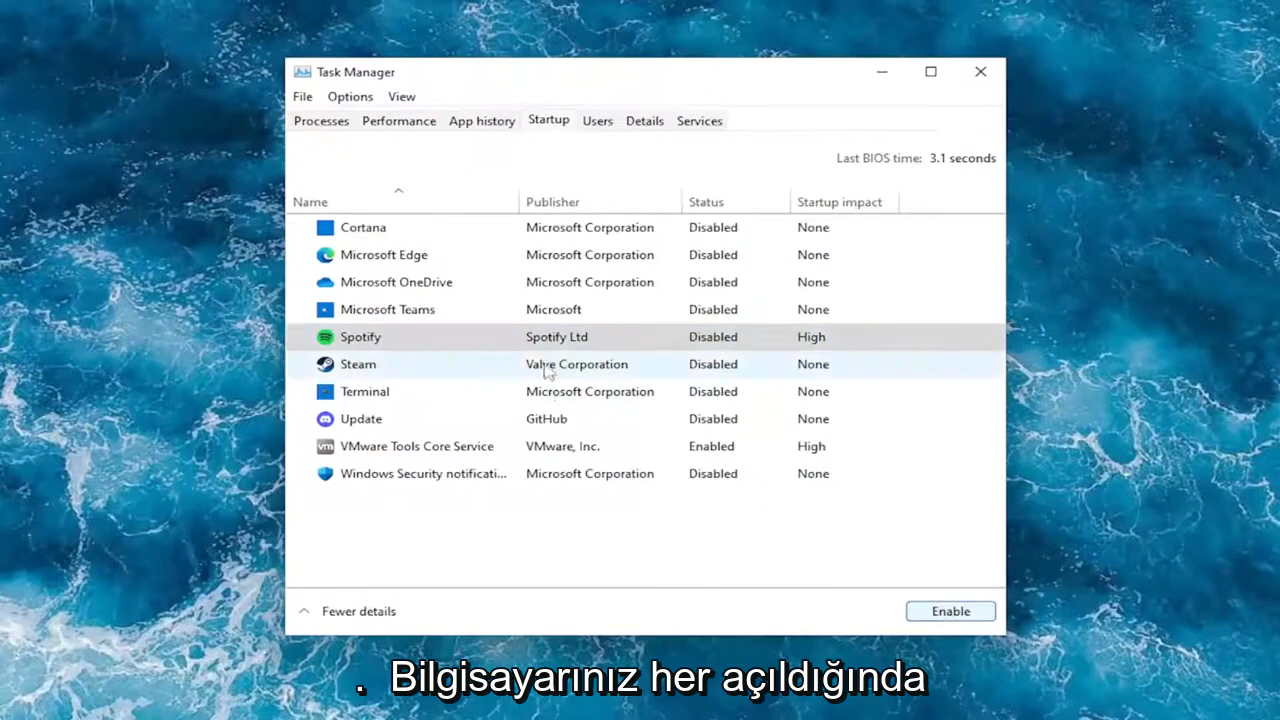 Task Manager
File Options View
Processes Performance App history Startup Users Details Services
Last BIOS time: 3.1 seconds
Name Publisher Status Startup impact
Cortana Microsoft Corporation Disabled None
Microsoft Edge Microsoft Corporation Disabled None
Microsoft OneDrive Microsoft Corporation Disabled None
Microsoft Teams Microsoft Disabled None
Spotify Spotify Ltd Disabled High
Steam Valve Corporation Disabled None
Terminal Microsoft Corporation Disabled None
Update GitHub Disabled None
vm VMware Tools Core Service VMware, Inc. Enabled High
Windows Security notificati... Microsoft Corporation Disabled None
Fewer details Enable
. Bilgisayarınız her açıldığında